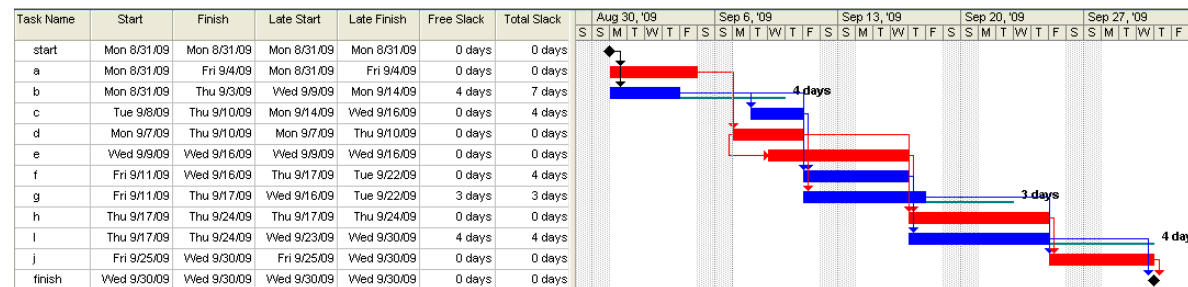 Task Name Start Finish Late Start Late Finish Free Slack Total Slack Aug 30, '09 Sep 6, '09 Sep 13, '09 Sep 20, '09 Sep 27, '09
S S M T W T F S S M T W T F S S M T W T F S S M T W T F S S M T W T F
start Mon 8/31/09 Mon 8/31/09 Mon 8/31/09 Mon 8/31/09 0 days 0 days
a Mon 8/31/09 Fri 9/4/09 Mon 8/31/09 Fri 9/4/09 0 days 0 days
b Mon 8/31/09 Thu 9/3/09 Wed 9/9/09 Mon 9/14/09 4 days 7 days 4 days
c Tue 9/8/09 Thu 9/10/09 Mon 9/14/09 Wed 9/16/09 0 days 4 days
d Mon 9/7/09 Thu 9/10/09 Mon 9/7/09 Thu 9/10/09 0 days 0 days
e Wed 9/9/09 Wed 9/16/09 Wed 9/9/09 Wed 9/16/09 0 days 0 days
f Fri 9/11/09 Wed 9/16/09 Thu 9/17/09 Tue 9/22/09 0 days 4 days
g Fri 9/11/09 Thu 9/17/09 Wed 9/16/09 Tue 9/22/09 3 days 3 days 3 days
h Thu 9/17/09 Thu 9/24/09 Thu 9/17/09 Thu 9/24/09 0 days 0 days
I Thu 9/17/09 Thu 9/24/09 Wed 9/23/09 Wed 9/30/09 4 days 4 days 4 day
j Fri 9/25/09 Wed 9/30/09 Fri 9/25/09 Wed 9/30/09 0 days 0 days
finish Wed 9/30/09 Wed 9/30/09 Wed 9/30/09 Wed 9/30/09 0 days 0 days